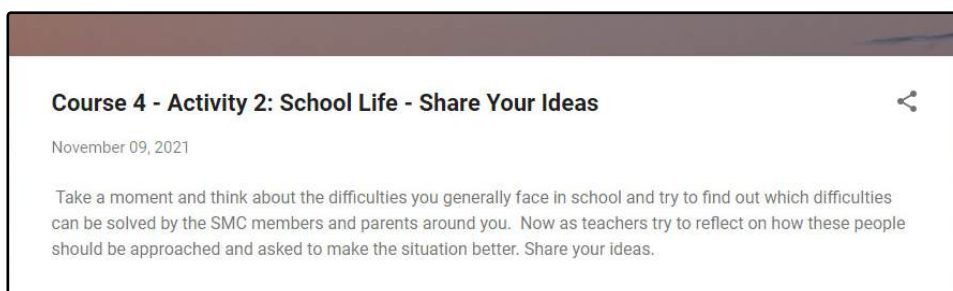 Course 4 - Activity 2: School Life - Share Your Ideas
November 09, 2021
Take a moment and think about the difficulties you generally face in school and try to find out which difficulties
can be solved by the SMC members and parents around you.  Now as teachers try to reflect on how these people
should be approached and asked to make the situation better. Share your ideas.